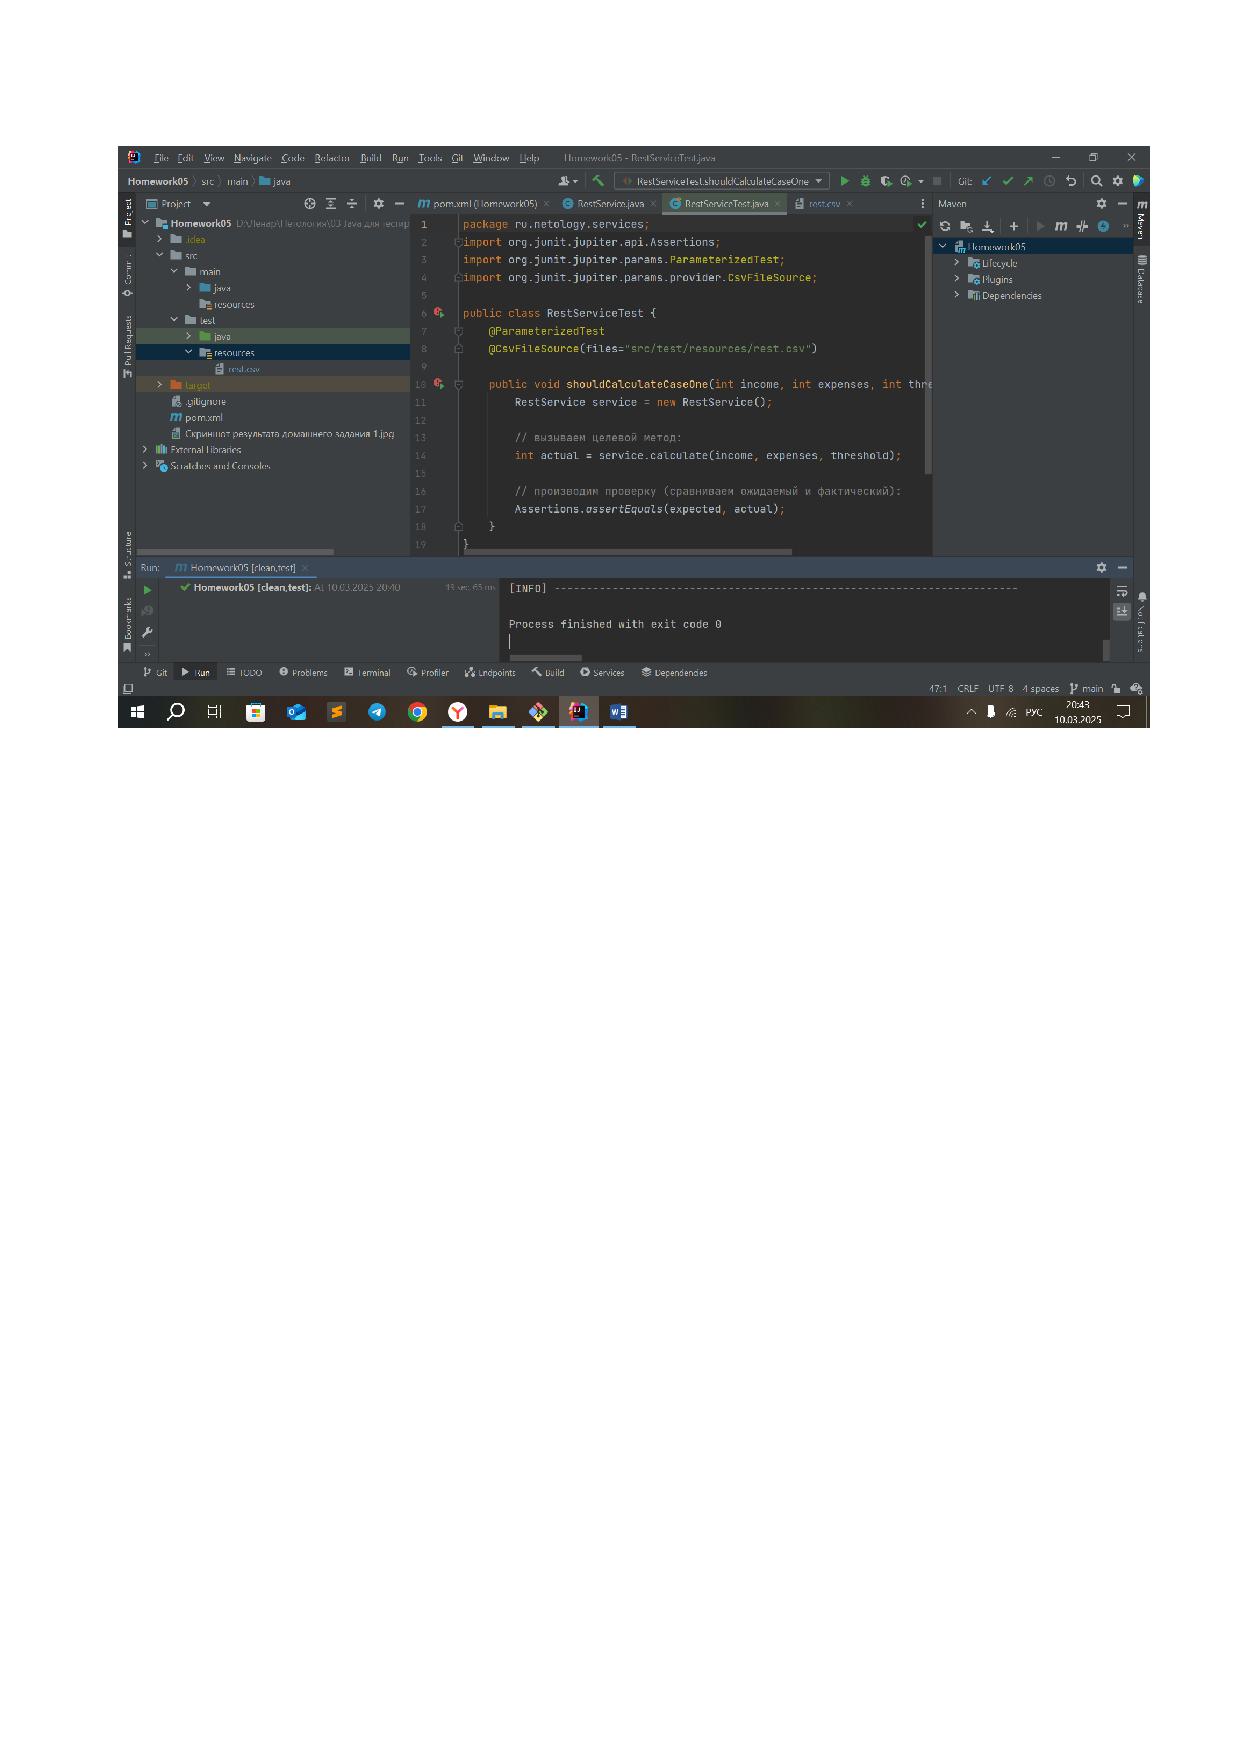 File Edit View Navigate Code Refactor Build Run Tools Git Window Help Homework05 - RestServiceTest.java
Homework05 src main java RestServiceTest.shouldCalculateCaseOne Git:
Project
pom.xml (Homework05) RestService.java RestServiceTest.java rest.csv
Maven
Project
Commit
Pull Requests
Homework05 D:\Ленар\Нетология\03 Java для тестир
.idea
src
main
java
resources
test
java
resources
rest.csv
target
.gitignore
pom.xml
Скриншот результата домашнего задания 1.jpg
External Libraries
Scratches and Consoles
1 package ru.netology.services;
2 import org.junit.jupiter.api.Assertions;
3 import org.junit.jupiter.params.ParameterizedTest;
4 import org.junit.jupiter.params.provider.CsvFileSource;
5
6 public class RestServiceTest {
7 @ParameterizedTest
8 @CsvFileSource(files="src/test/resources/rest.csv")
9
10 public void shouldCalculateCaseOne(int income, int expenses, int thre
11 RestService service = new RestService();
12
13 // вызываем целевой метод:
14 int actual = service.calculate(income, expenses, threshold);
15
16 // производим проверку (сравниваем ожидаемый и фактический):
17 Assertions.assertEquals(expected, actual);
18 }
19 }
Homework05
Lifecycle
Plugins
Dependencies
Maven
Database
Notifications
Structure
Bookmarks
Run: Homework05 [clean,test]
Homework05 [clean,test]: At 10.03.2025 20:40 19 sec, 65 ms
[INFO] ------------------------------------------------------------------------
Process finished with exit code 0
Git Run TODO Problems Terminal Profiler Endpoints Build Services Dependencies
47:1 CRLF UTF-8 4 spaces main
РУС 20:43
10.03.2025